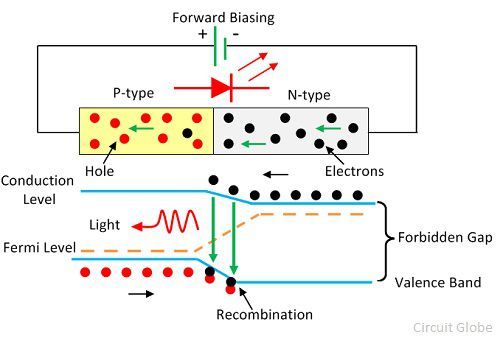 Forward Biasing
+ -
P-type
N-type
Hole
Electrons
Conduction
Level
Light
Forbidden Gap
Fermi Level
Valence Band
Recombination
Circuit Globe